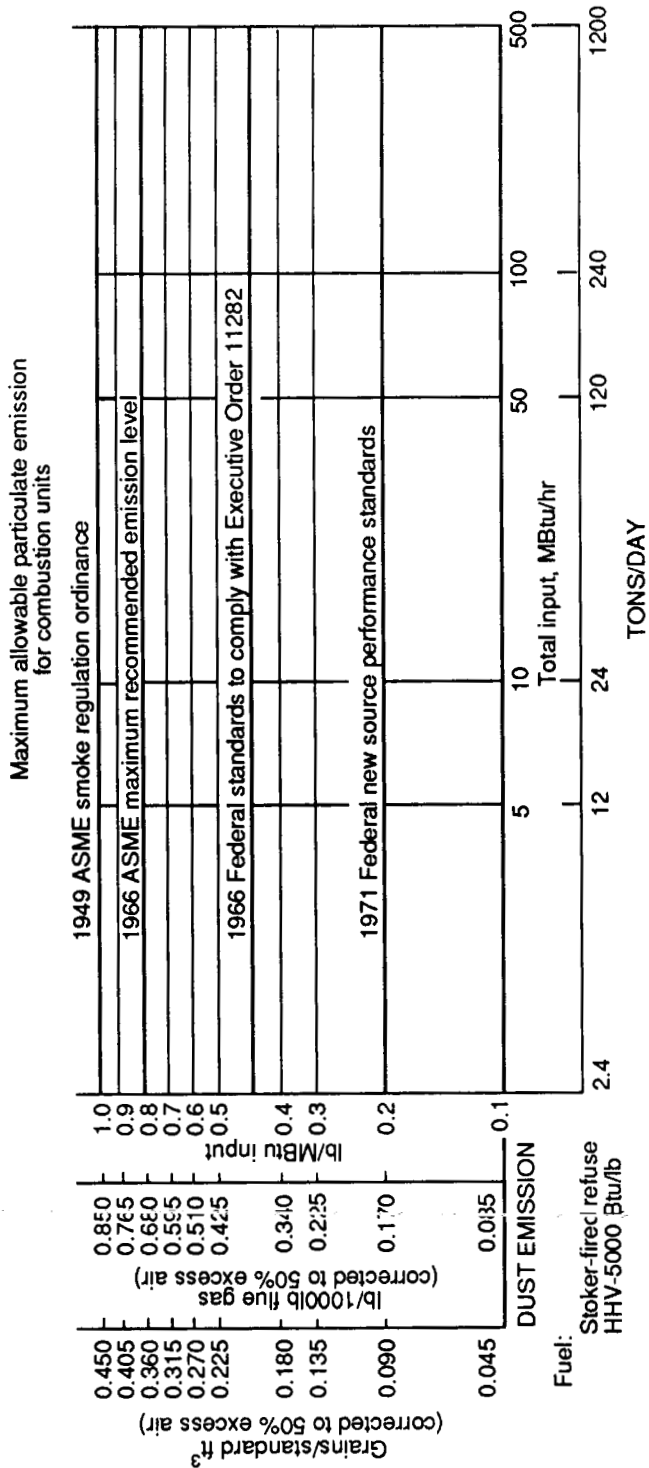 Maximum allowable particulate emission
for combustion units
1949 ASME smoke regulation ordinance
1966 ASME maximum recommended emission level
1966 Federal standards to comply with Executive Order 11282
1971 Federal new source performance standards
Grains/standard ft³
(corrected to 50% excess air)
0.450
0.405
0.360
0.315
0.270
0.225
0.180
0.135
0.090
0.045
lb/1000lb flue gas
(corrected to 50% excess air)
0.850
0.765
0.680
0.595
0.510
0.425
0.340
0.225
0.170
0.085
lb/MBtu input
1.0
0.9
0.8
0.7
0.6
0.5
0.4
0.3
0.2
0.1
DUST EMISSION
5 10 50 100 500
Total input, MBtu/hr
Fuel:
Stoker-fired refuse
HHV-5000 Btu/lb
2.4 12 24 120 240 1200
TONS/DAY